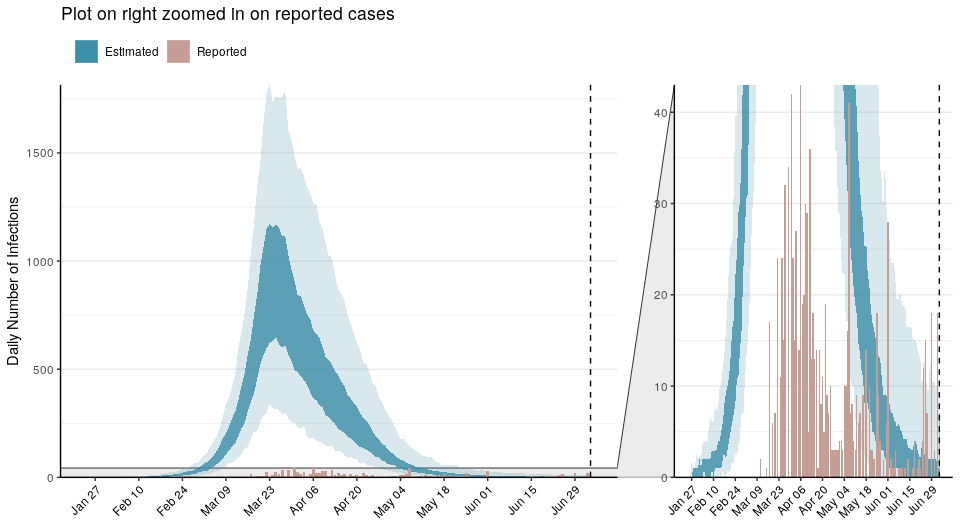 Plot on right zoomed in on reported cases
Estimated Reported
Daily Number of Infections
1500
1000
500
0
Jan 27 Feb 10 Feb 24 Mar 09 Mar 23 Apr 06 Apr 20 May 04 May 18 Jun 01 Jun 15 Jun 29
40
30
20
10
0
Jan 27 Feb 10 Feb 24 Mar 09 Mar 23 Apr 06 Apr 20 May 04 May 18 Jun 01 Jun 15 Jun 29